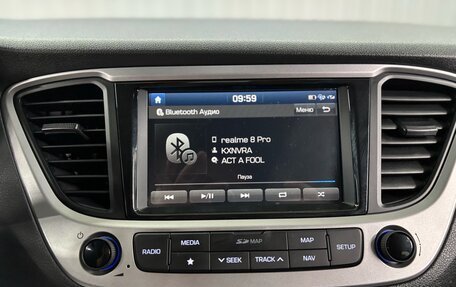 09:59
Bluetooth Аудио
Меню
realme 8 Pro
KXNVRA
ACT A FOOL
Пауза
RADIO
MEDIA
MAP
MAP
SETUP
SEEK
TRACK
NAV